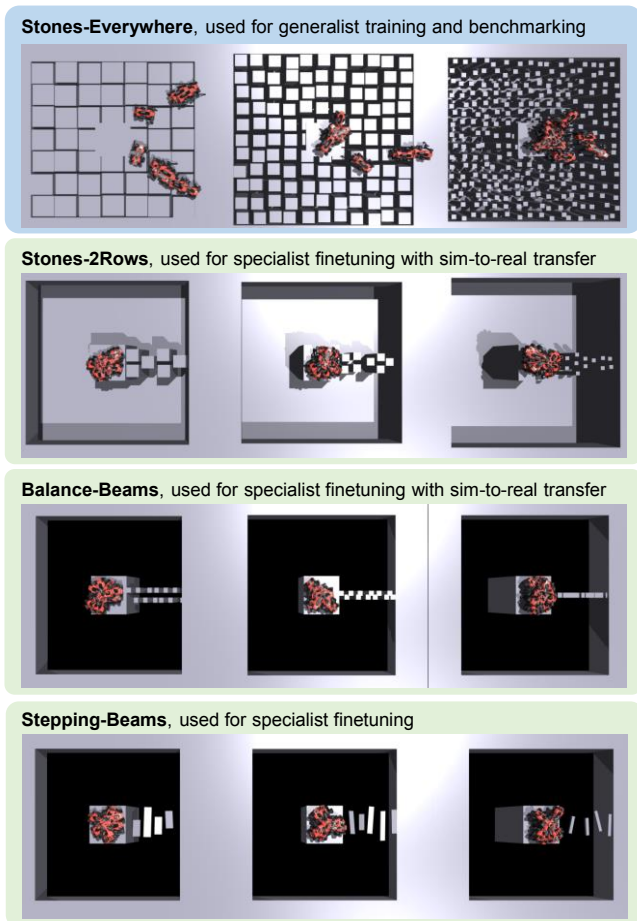 Stones-Everywhere, used for generalist training and benchmarking
Stones-2Rows, used for specialist finetuning with sim-to-real transfer
Balance-Beams, used for specialist finetuning with sim-to-real transfer
Stepping-Beams, used for specialist finetuning